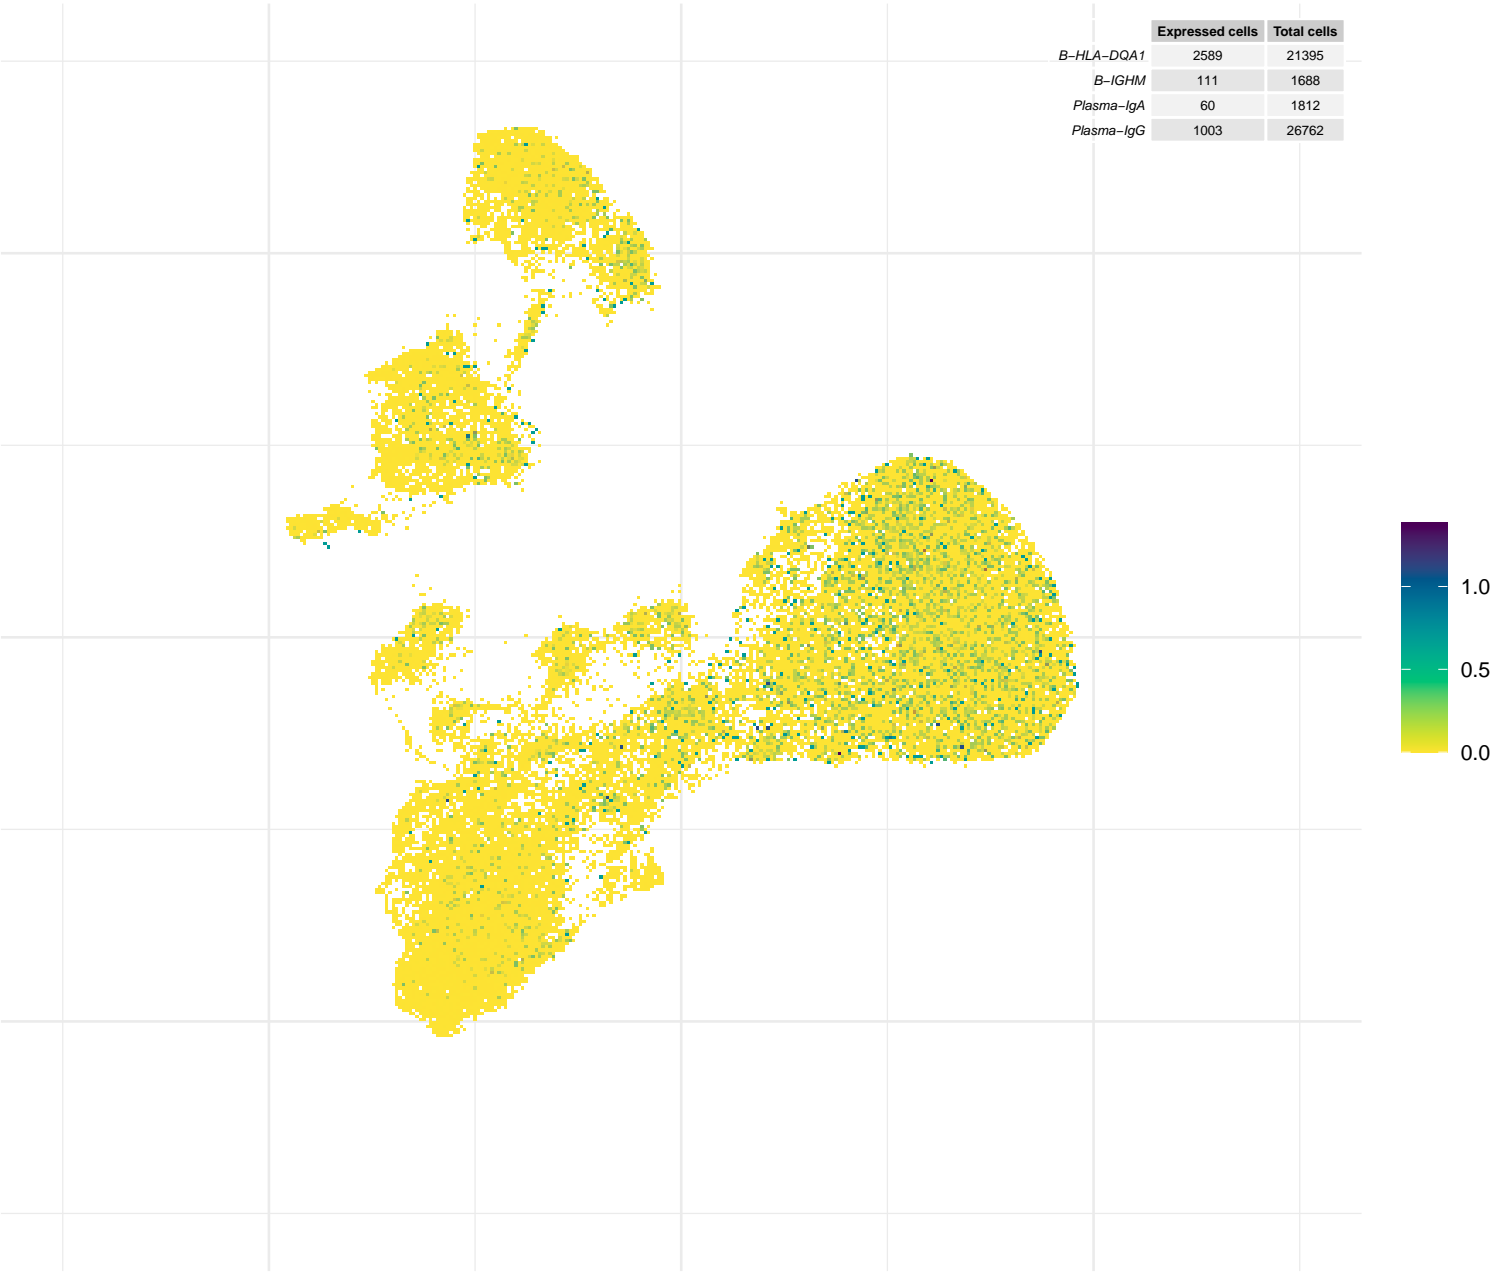 Expressed cells Total cells
B−HLA−DQA1 2589 21395
B−IGHM 111 1688
Plasma−IgA 60 1812
Plasma−IgG 1003 26762
1.0
0.5
0.0